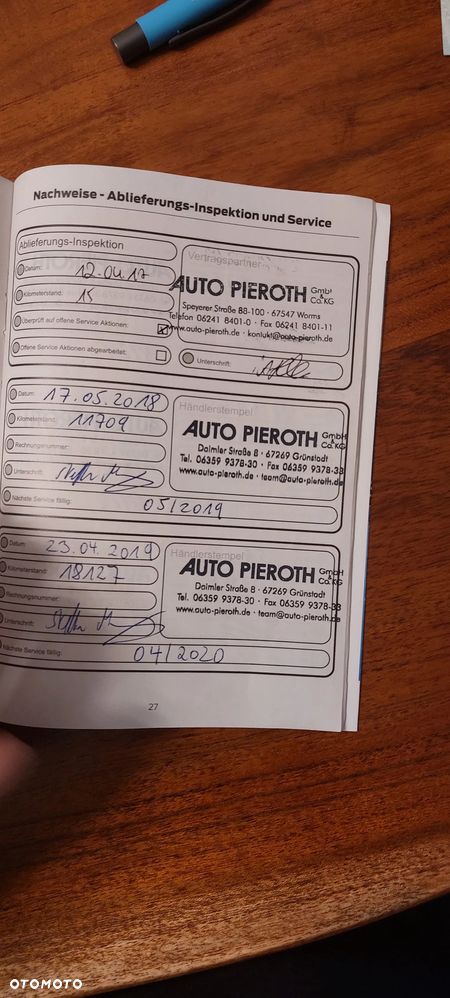 Nachweise - Ablieferungs-Inspektion und Service
Ablieferungs-Inspektion
Datum: 12.04.17
Kilometerstand: 15
Überprüft auf offene Service Aktionen:
Offene Service Aktionen abgearbeitet:
Vertragspartner
AUTO PIEROTH GmbH Co.KG
Speyerer Straße 88-100 · 67547 Worms
Telefon 06241 8401-0 · Fax 06241 8401-11
www.auto-pieroth.de · kontakt@auto-pieroth.de
Unterschrift:
Datum: 17.05.2018
Kilometerstand: 11709
Rechnungsnummer:
Unterschrift:
Händlerstempel
AUTO PIEROTH GmbH Co.KG
Daimler Straße 8 · 67269 Grünstadt
Tel. 06359 9378-30 · Fax 06359 9378-33
www.auto-pieroth.de · team@auto-pieroth.de
Nächste Service fällig: 05/2019
Datum: 23.04.2019
Kilometerstand: 18127
Rechnungsnummer:
Unterschrift:
Händlerstempel
AUTO PIEROTH GmbH Co.KG
Daimler Straße 8 · 67269 Grünstadt
Tel. 06359 9378-30 · Fax 06359 9378-33
www.auto-pieroth.de · team@auto-pieroth.de
Nächste Service fällig: 04/2020
27
OTOMOTO